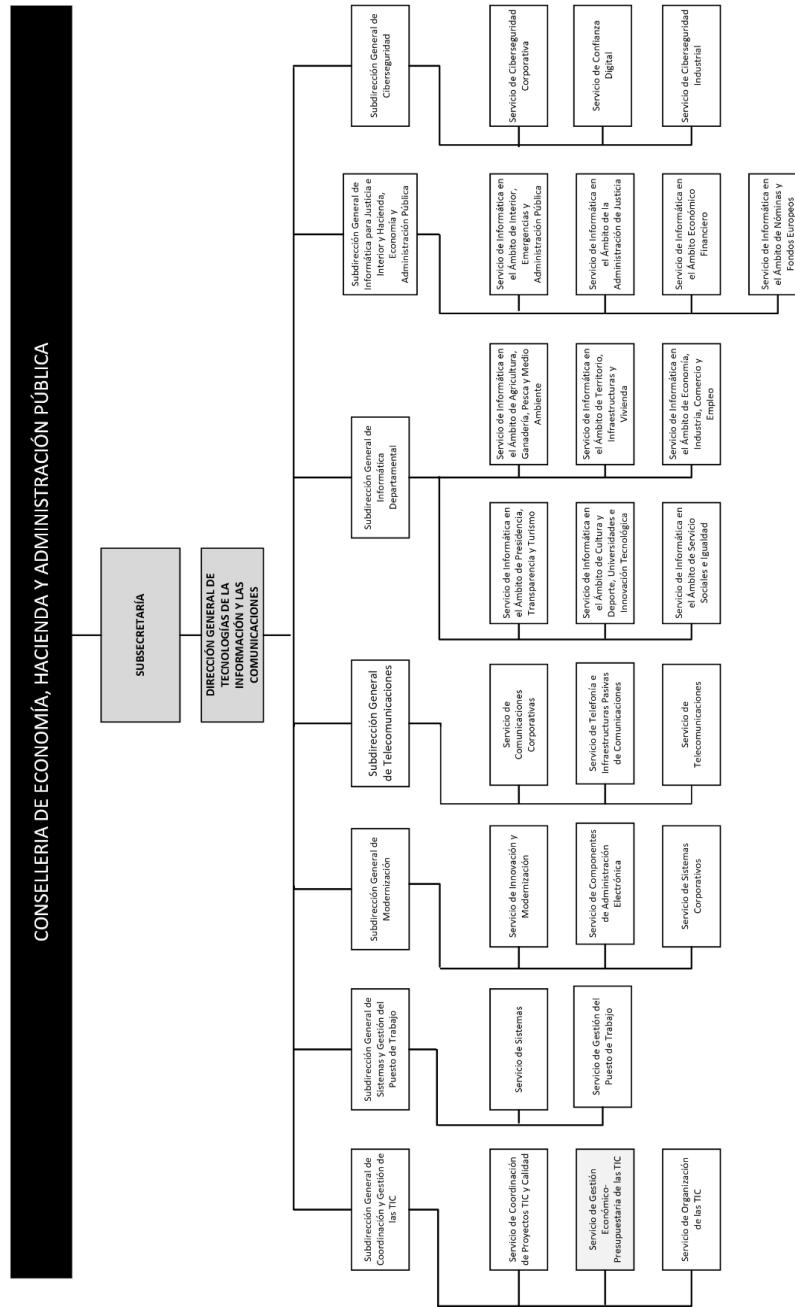 CONSELLERIA DE ECONOMÍA, HACIENDA Y ADMINISTRACIÓN PÚBLICA
SUBSECRETARÍA
DIRECCIÓN GENERAL DE
TECNOLOGÍAS DE LA
INFORMACIÓN Y LAS
COMUNICACIONES
Subdirección General de
Coordinación y Gestión de
las TIC
Subdirección General de
Sistemas y Gestión del
Puesto de Trabajo
Subdirección General de
Modernización
Subdirección General
de Telecomunicaciones
Subdirección General de
Informática
Departamental
Subdirección General de
Informática para Justicia e
Interior y Hacienda,
Economía y
Administración Pública
Subdirección General de
Ciberseguridad
Servicio de Coordinación
de Proyectos TIC y Calidad
Servicio de Gestión
Económico-
Presupuestaria de las TIC
Servicio de Organización
de las TIC
Servicio de Sistemas
Servicio de Gestión del
Puesto de Trabajo
Servicio de Innovación y
Modernización
Servicio de Componentes
de Administración
Electrónica
Servicio de Sistemas
Corporativos
Servicio de
Comunicaciones
Corporativas
Servicio de Telefonía e
Infraestructuras Pasivas
de Comunicaciones
Servicio de
Telecomunicaciones
Servicio de Informática en
el Ámbito de Presidencia,
Transparencia y Turismo
Servicio de Informática en
el Ámbito de Cultura y
Deporte, Universidades e
Innovación Tecnológica
Servicio de Informática en
el Ámbito de Servicio
Sociales e Igualdad
Servicio de Informática en
el Ámbito de Agricultura,
Ganadería, Pesca y Medio
Ambiente
Servicio de Informática en
el Ámbito de Territorio,
Infraestructuras y
Vivienda
Servicio de Informática en
el Ámbito de Economía,
Industria, Comercio y
Empleo
Servicio de Informática en
el Ámbito de Interior,
Emergencias y
Administración Pública
Servicio de Informática en
el Ámbito de la
Administración de Justicia
Servicio de Informática en
el Ámbito Económico
Financiero
Servicio de Informática en
el Ámbito de Nóminas y
Fondos Europeos
Servicio de Ciberseguridad
Corporativa
Servicio de Confianza
Digital
Servicio de Ciberseguridad
Industrial